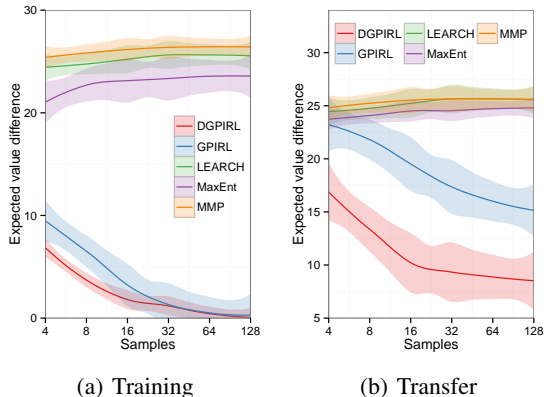 30
20
10
0
4 8 16 32 64 128
Samples
Expected value difference
DGPIRL
GPIRL
LEARCH
MaxEnt
MMP
(a) Training
DGPIRL LEARCH MMP
GPIRL MaxEnt
30
25
20
15
10
5
4 8 16 32 64 128
Samples
Expected value difference
(b) Transfer